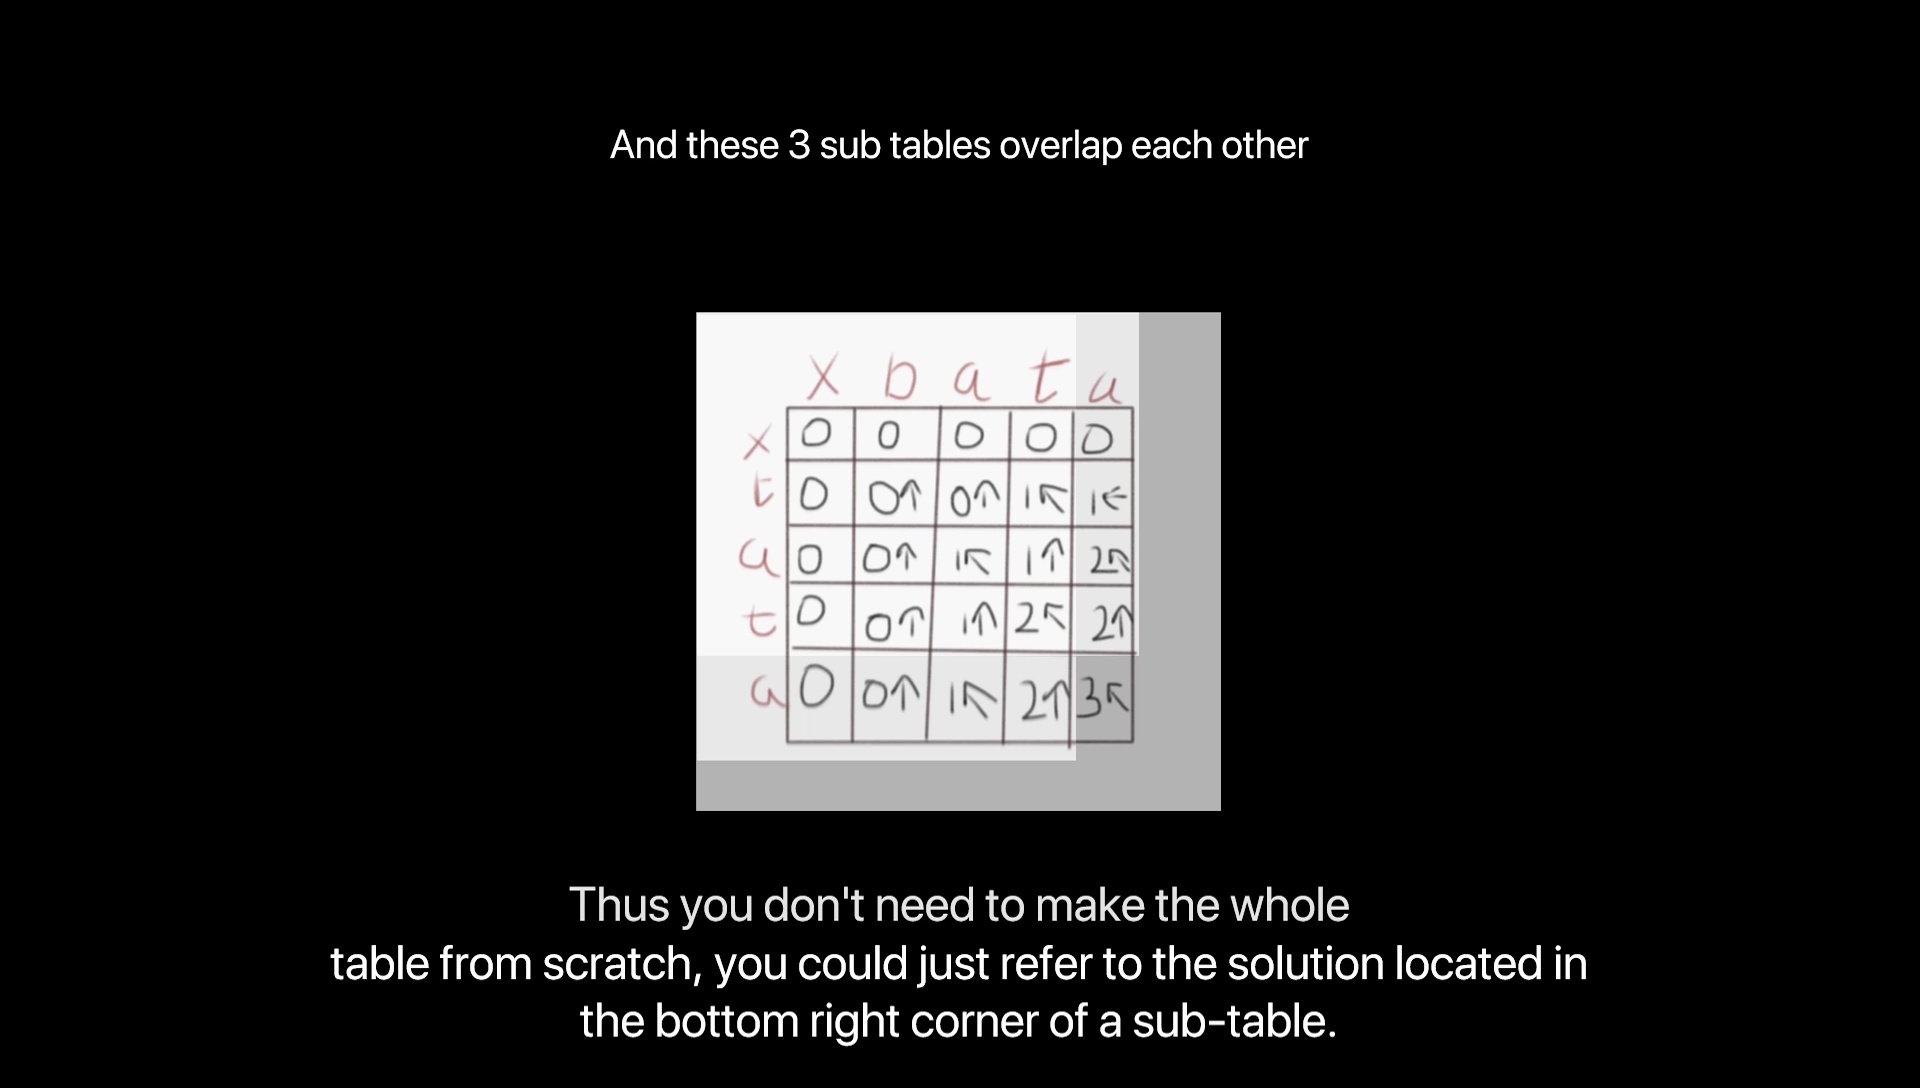 And these 3 sub tables overlap each other
x b a t a
x 0 0 0 0 0
t 0 0↑ 0↑ 1↖ 1←
a 0 0↑ 1↖ 1↑ 2↖
t 0 0↑ 1↑ 2↖ 2↑
a 0 0↑ 1↖ 2↑ 3↖
Thus you don't need to make the whole
table from scratch, you could just refer to the solution located in
the bottom right corner of a sub-table.